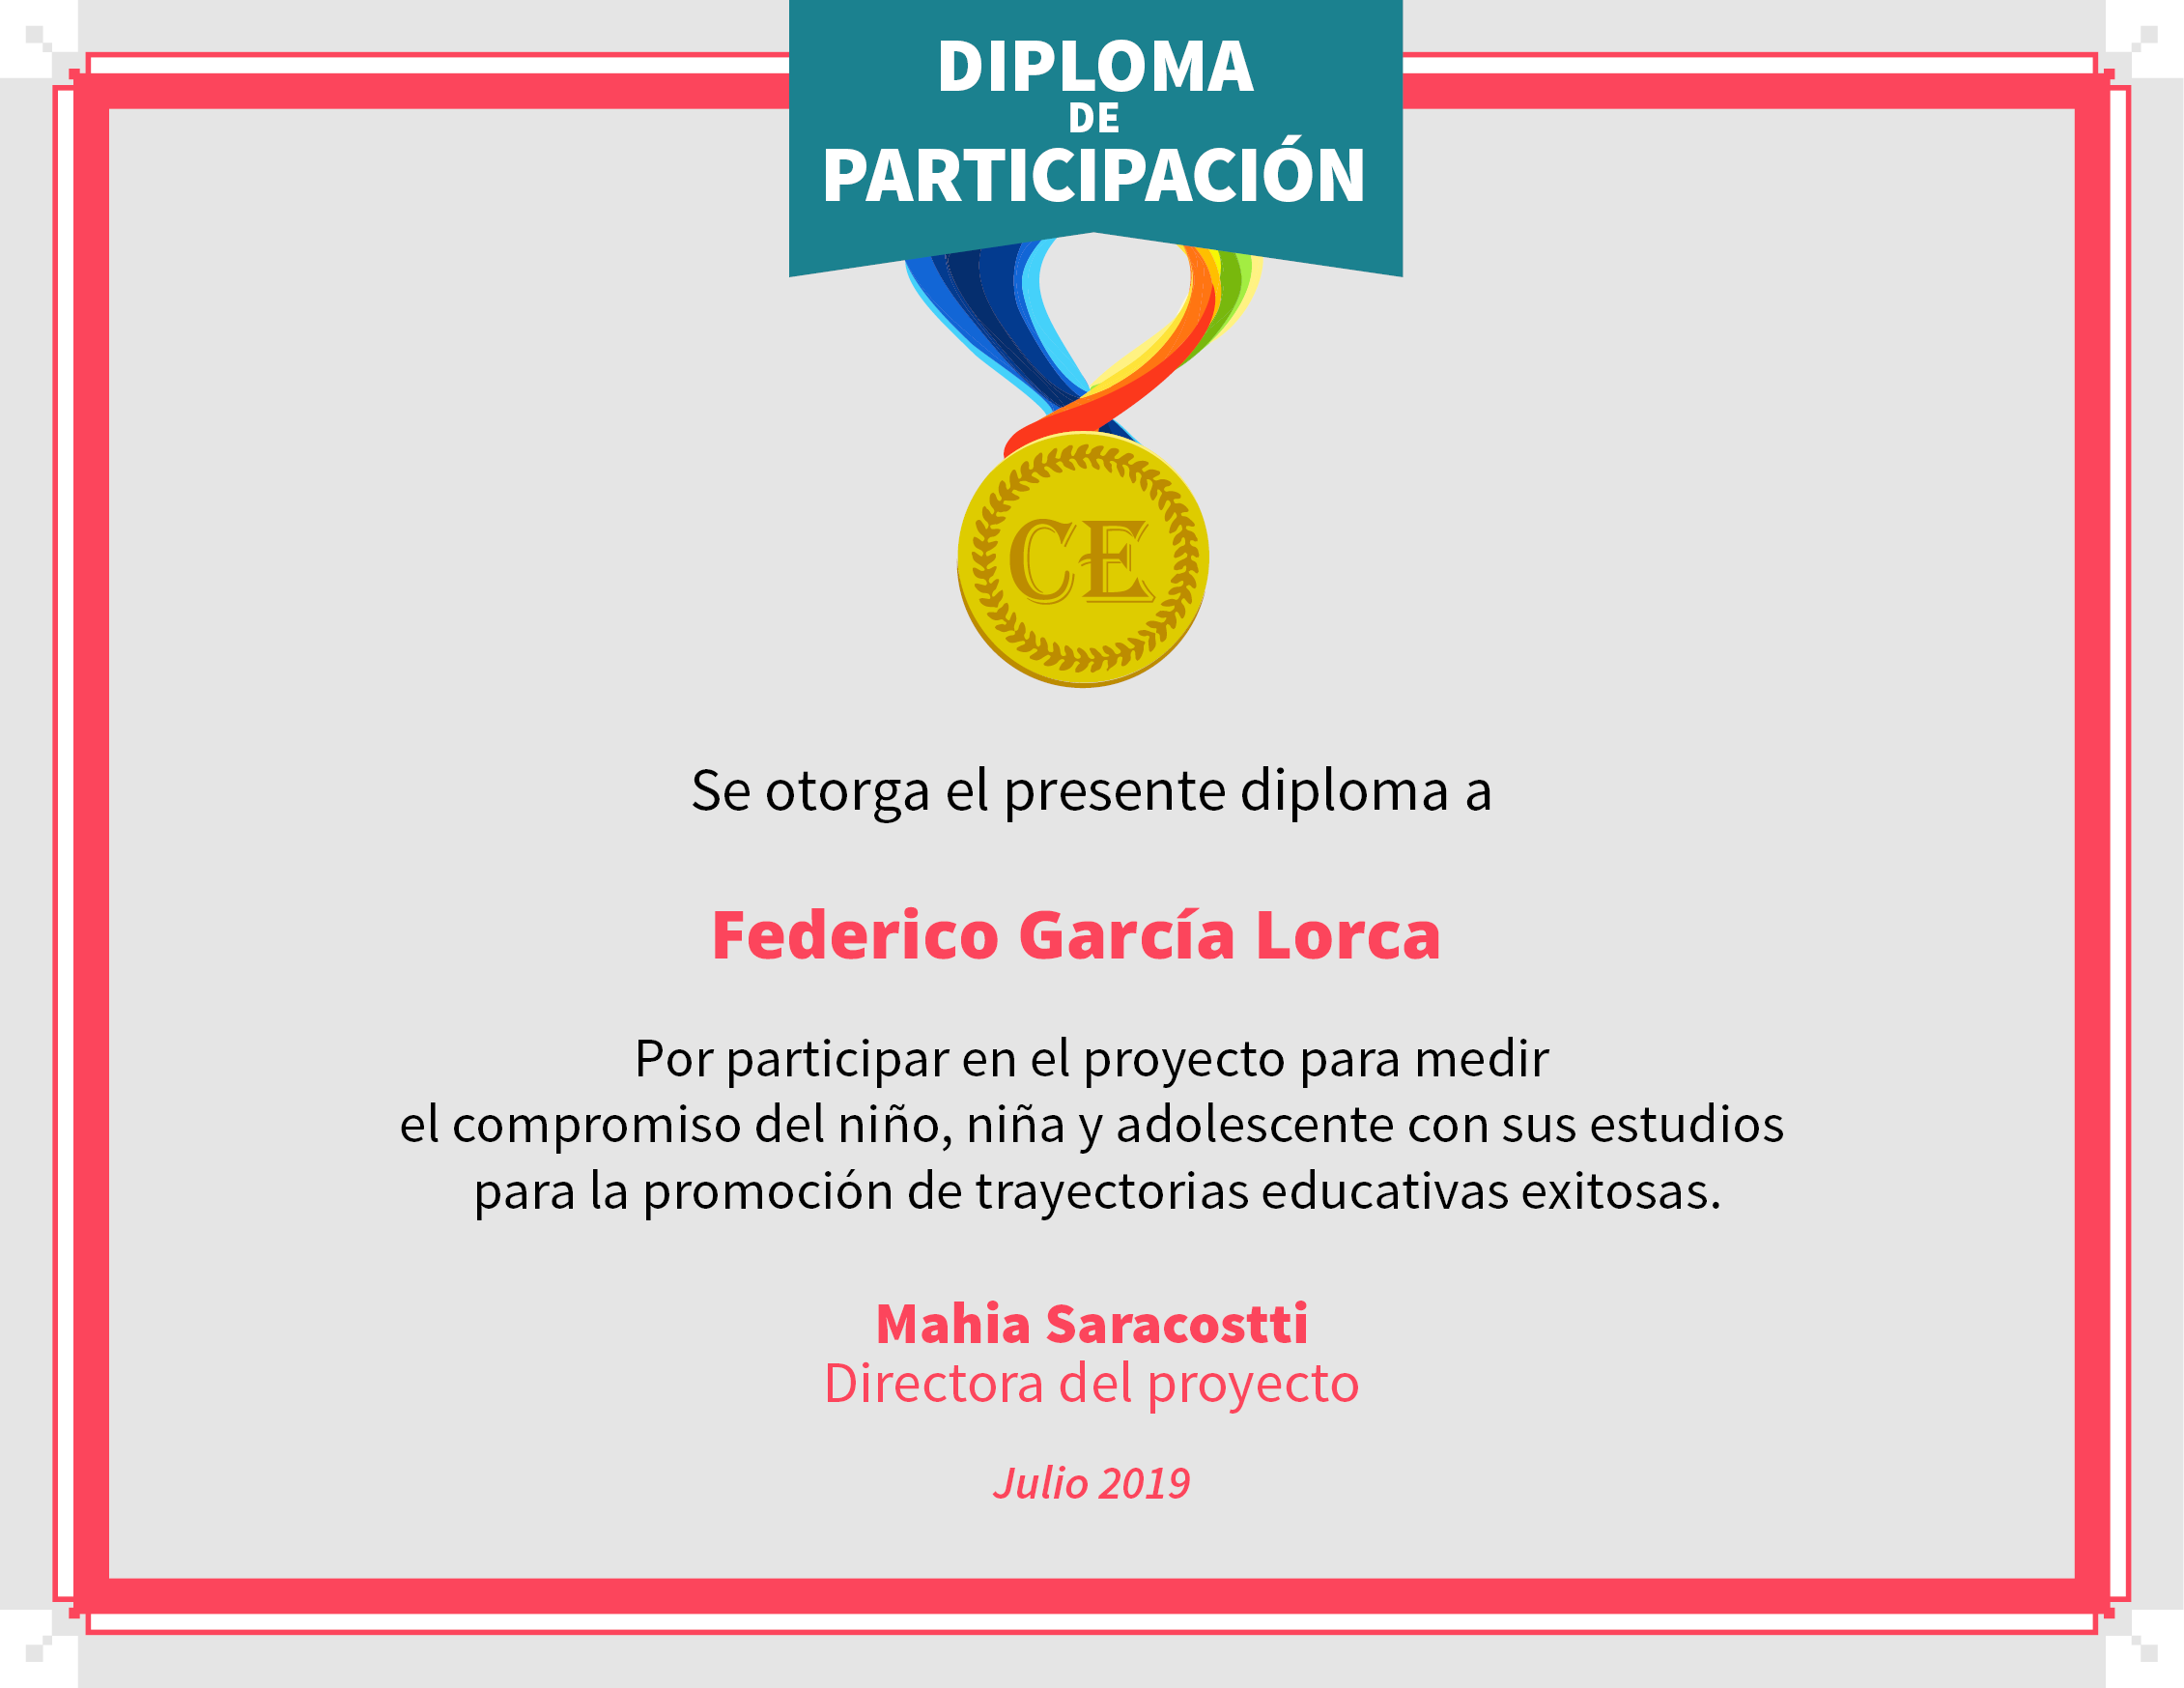 DIPLOMA
DE
PARTICIPACIÓN
CE
Se otorga el presente diploma a
Federico García Lorca
Por participar en el proyecto para medir
el compromiso del niño, niña y adolescente con sus estudios
para la promoción de trayectorias educativas exitosas.
Mahia Saracostti
Directora del proyecto
Julio 2019